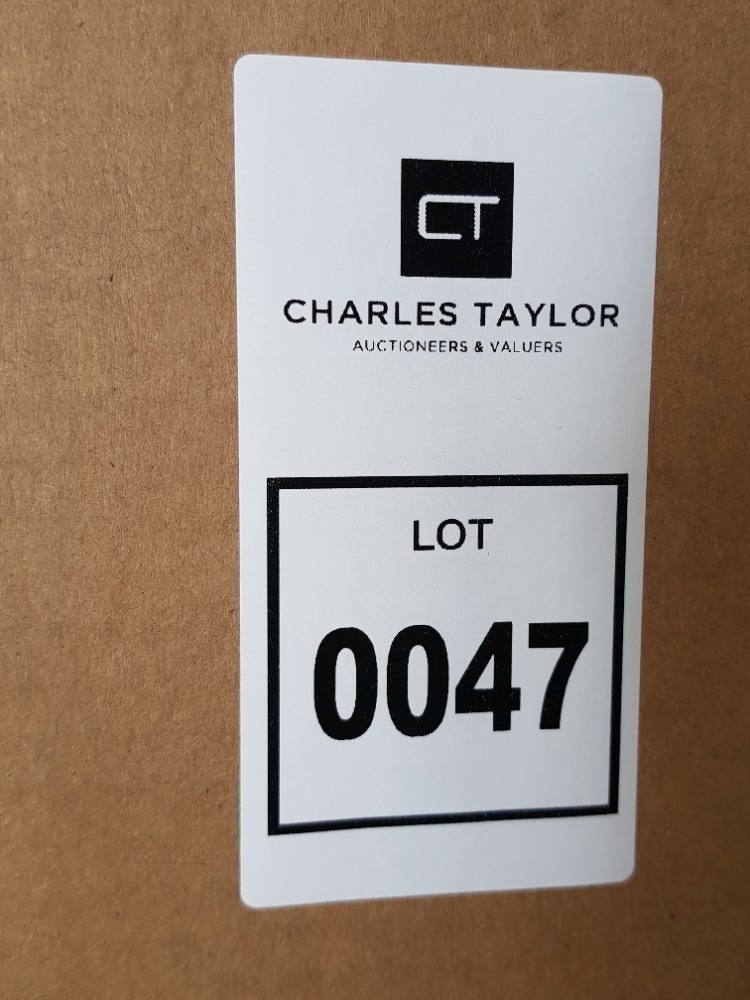 CT
CHARLES TAYLOR
AUCTIONEERS & VALUERS
LOT
0047